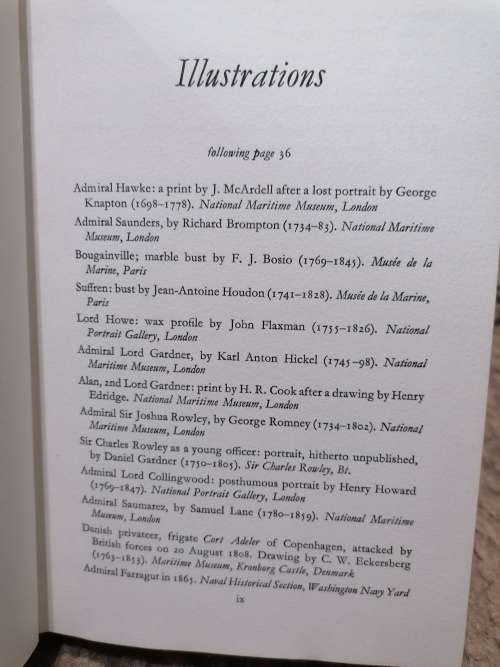 Illustrations
following page 36
Admiral Hawke: a print by J. McArdell after a lost portrait by George
Knapton (1698–1778). National Maritime Museum, London
Admiral Saunders, by Richard Brompton (1734–83). National Maritime
Museum, London
Bougainville; marble bust by F. J. Bosio (1769–1845). Musée de la
Marine, Paris
Suffren: bust by Jean-Antoine Houdon (1741–1828). Musée de la Marine,
Paris
Lord Howe: wax profile by John Flaxman (1755–1826). National
Portrait Gallery, London
Admiral Lord Gardner, by Karl Anton Hickel (1745–98). National
Maritime Museum, London
Alan, 2nd Lord Gardner: print by H. R. Cook after a drawing by Henry
Edridge. National Maritime Museum, London
Admiral Sir Joshua Rowley, by George Romney (1734–1802). National
Maritime Museum, London
Sir Charles Rowley as a young officer: portrait, hitherto unpublished,
by Daniel Gardner (1750–1805). Sir Charles Rowley, Bt.
Admiral Lord Collingwood: posthumous portrait by Henry Howard
(1769–1847). National Portrait Gallery, London
Admiral Saumarez, by Samuel Lane (1780–1859). National Maritime
Museum, London
Danish privateer, frigate Cort Adeler of Copenhagen, attacked by
British forces on 20 August 1808. Drawing by C. W. Eckersberg
(1763–1853). Maritime Museum, Kronborg Castle, Denmark
Admiral Farragut in 1865. Naval Historical Section, Washington Navy Yard
ix